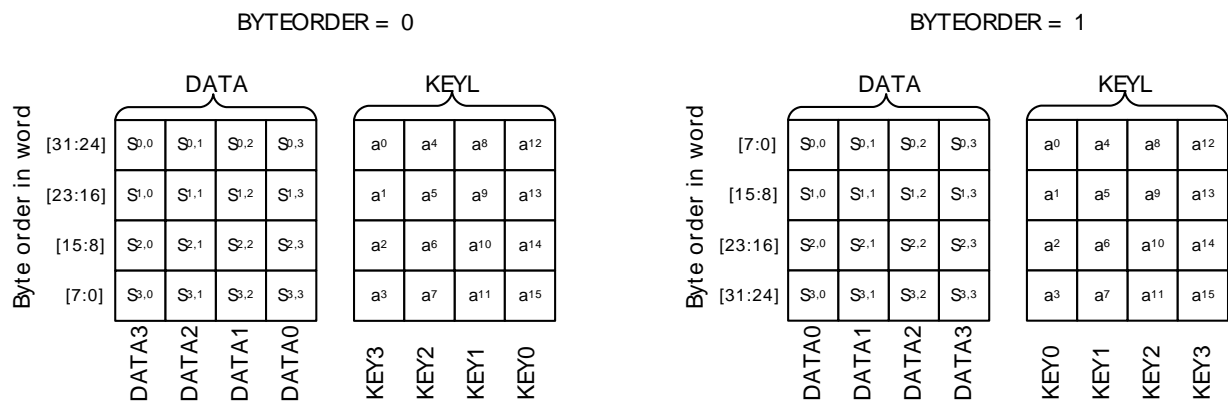 BYTEORDER = 0
BYTEORDER = 1
DATA KEYL
DATA KEYL
Byte order in word
[31:24] S0,0 S0,1 S0,2 S0,3 a0 a4 a8 a12
[23:16] S1,0 S1,1 S1,2 S1,3 a1 a5 a9 a13
[15:8] S2,0 S2,1 S2,2 S2,3 a2 a6 a10 a14
[7:0] S3,0 S3,1 S3,2 S3,3 a3 a7 a11 a15
DATA3 DATA2 DATA1 DATA0 KEY3 KEY2 KEY1 KEY0
Byte order in word
[7:0] S0,0 S0,1 S0,2 S0,3 a0 a4 a8 a12
[15:8] S1,0 S1,1 S1,2 S1,3 a1 a5 a9 a13
[23:16] S2,0 S2,1 S2,2 S2,3 a2 a6 a10 a14
[31:24] S3,0 S3,1 S3,2 S3,3 a3 a7 a11 a15
DATA0 DATA1 DATA2 DATA3 KEY0 KEY1 KEY2 KEY3